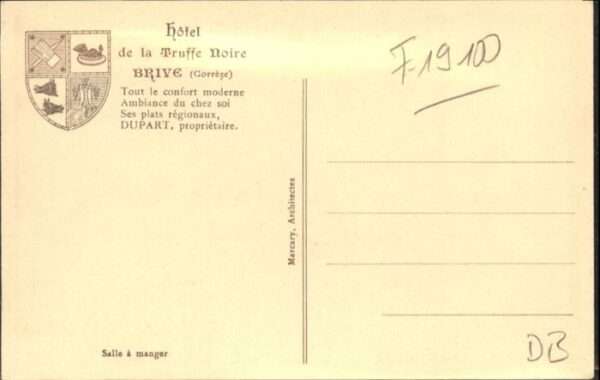 Hôtel
de la Truffe Noire
BRIVE (Corrèze)
Tout le confort moderne
Ambiance du chez soi
Ses plats régionaux,
DUPART, propriétaire.
F-19100
Marcary, Architectes
Salle à manger
DB